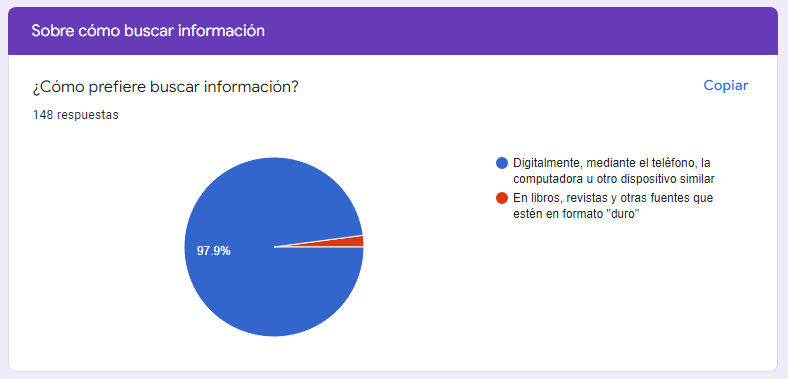 Sobre cómo buscar información
¿Cómo prefiere buscar información?
Copiar
148 respuestas
97.9%
Digitalmente, mediante el teléfono, la
computadora u otro dispositivo similar
En libros, revistas y otras fuentes que
estén en formato "duro"